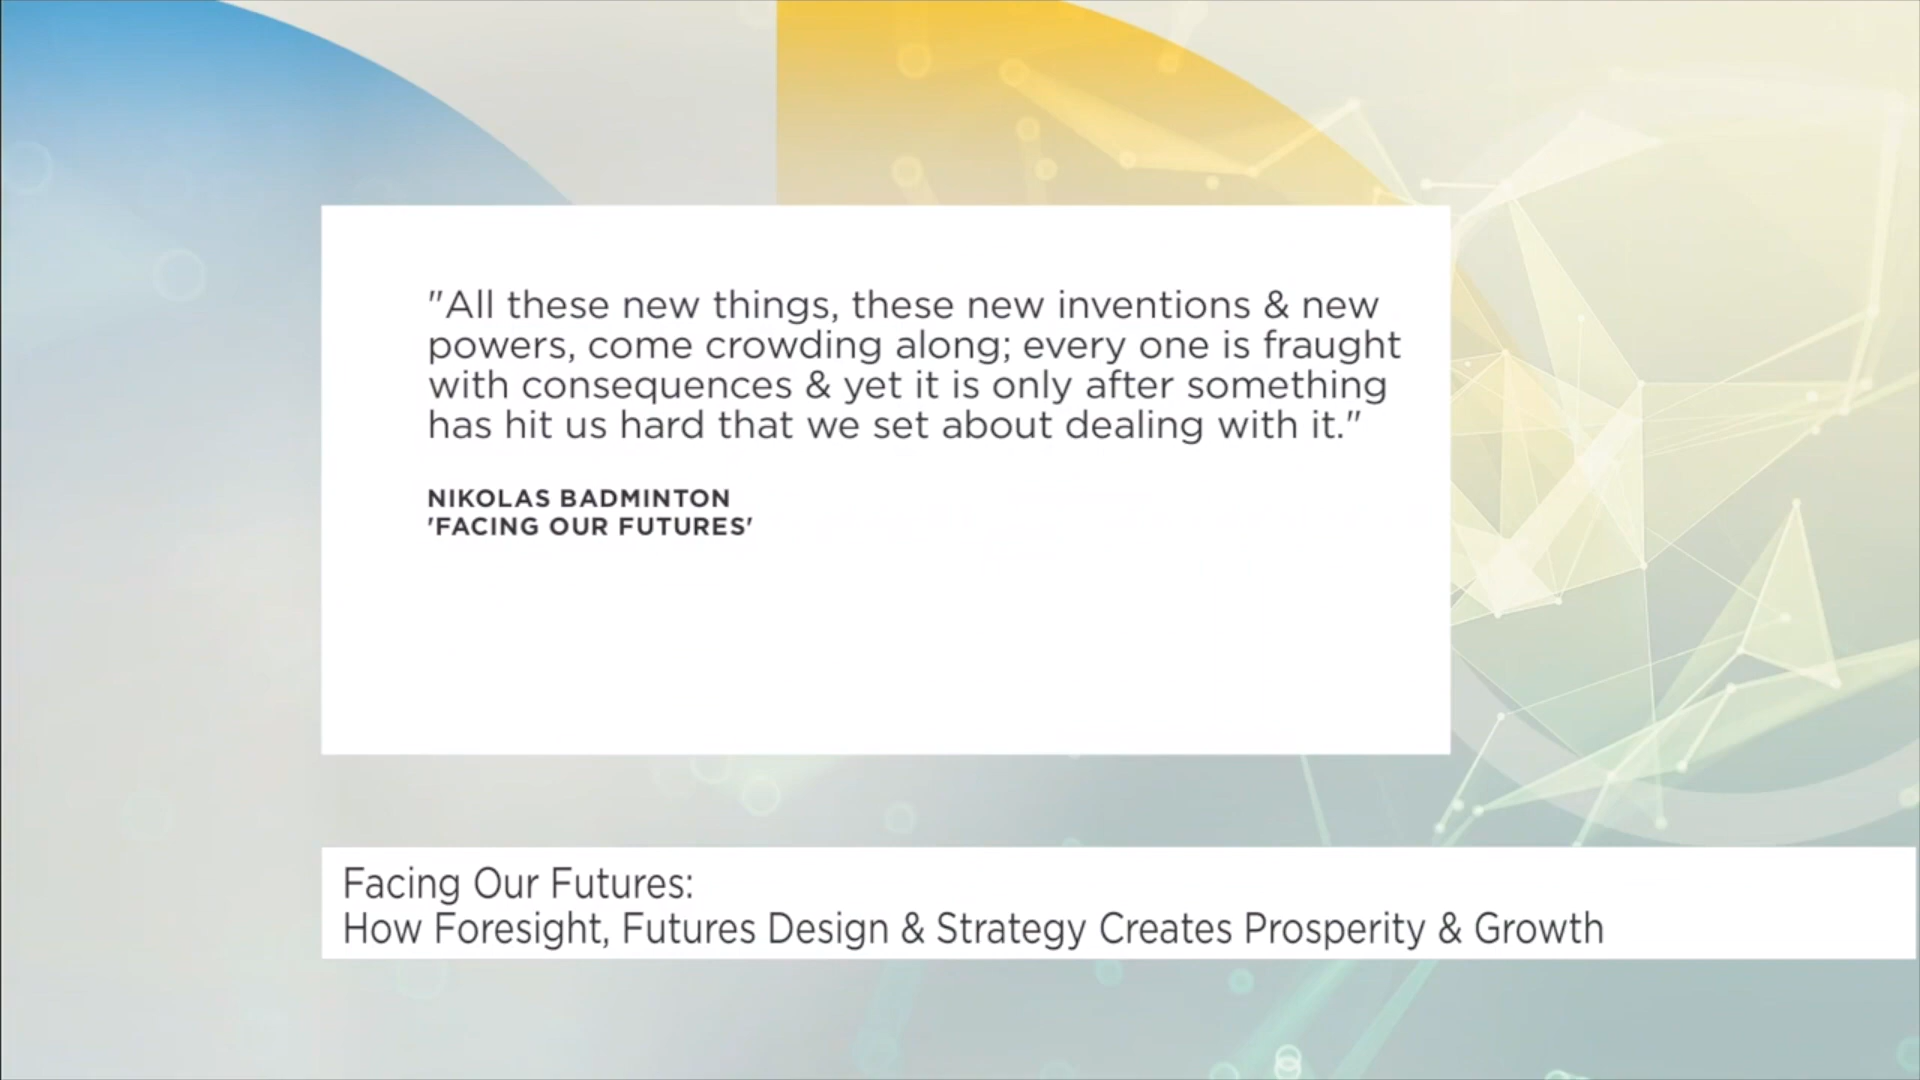 "All these new things, these new inventions & new
powers, come crowding along; every one is fraught
with consequences & yet it is only after something
has hit us hard that we set about dealing with it."
NIKOLAS BADMINTON
'FACING OUR FUTURES'
Facing Our Futures:
How Foresight, Futures Design & Strategy Creates Prosperity & Growth